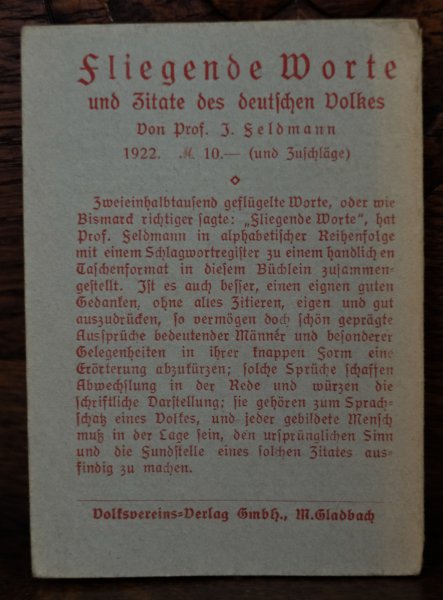 Fliegende Worte
und Zitate des deutschen Volkes
Von Prof. J. Feldmann
1922. M. 10.— (und Zuschläge)
Zweieinhalbtausend geflügelte Worte, oder wie
Bismarck richtiger sagte: „Fliegende Worte“, hat
Prof. Feldmann in alphabetischer Reihenfolge
mit einem Schlagwortregister zu einem handlichen
Taschenformat in diesem Büchlein zusammen-
gestellt. Ist es auch besser, einen eignen guten
Gedanken, ohne alles Zitieren, eigen und gut
auszudrücken, so vermögen doch schön geprägte
Aussprüche bedeutender Männer und besonderer
Gelegenheiten in ihrer knappen Form eine
Erörterung abzukürzen; solche Sprüche schaffen
Abwechslung in der Rede und würzen die
schriftliche Darstellung; sie gehören zum Sprach-
schatz eines Volkes, und jeder gebildete Mensch
muß in der Lage sein, den ursprünglichen Sinn
und die Fundstelle eines solchen Zitates aus-
findig zu machen.
Volksvereins-Verlag GmbH., M.Gladbach